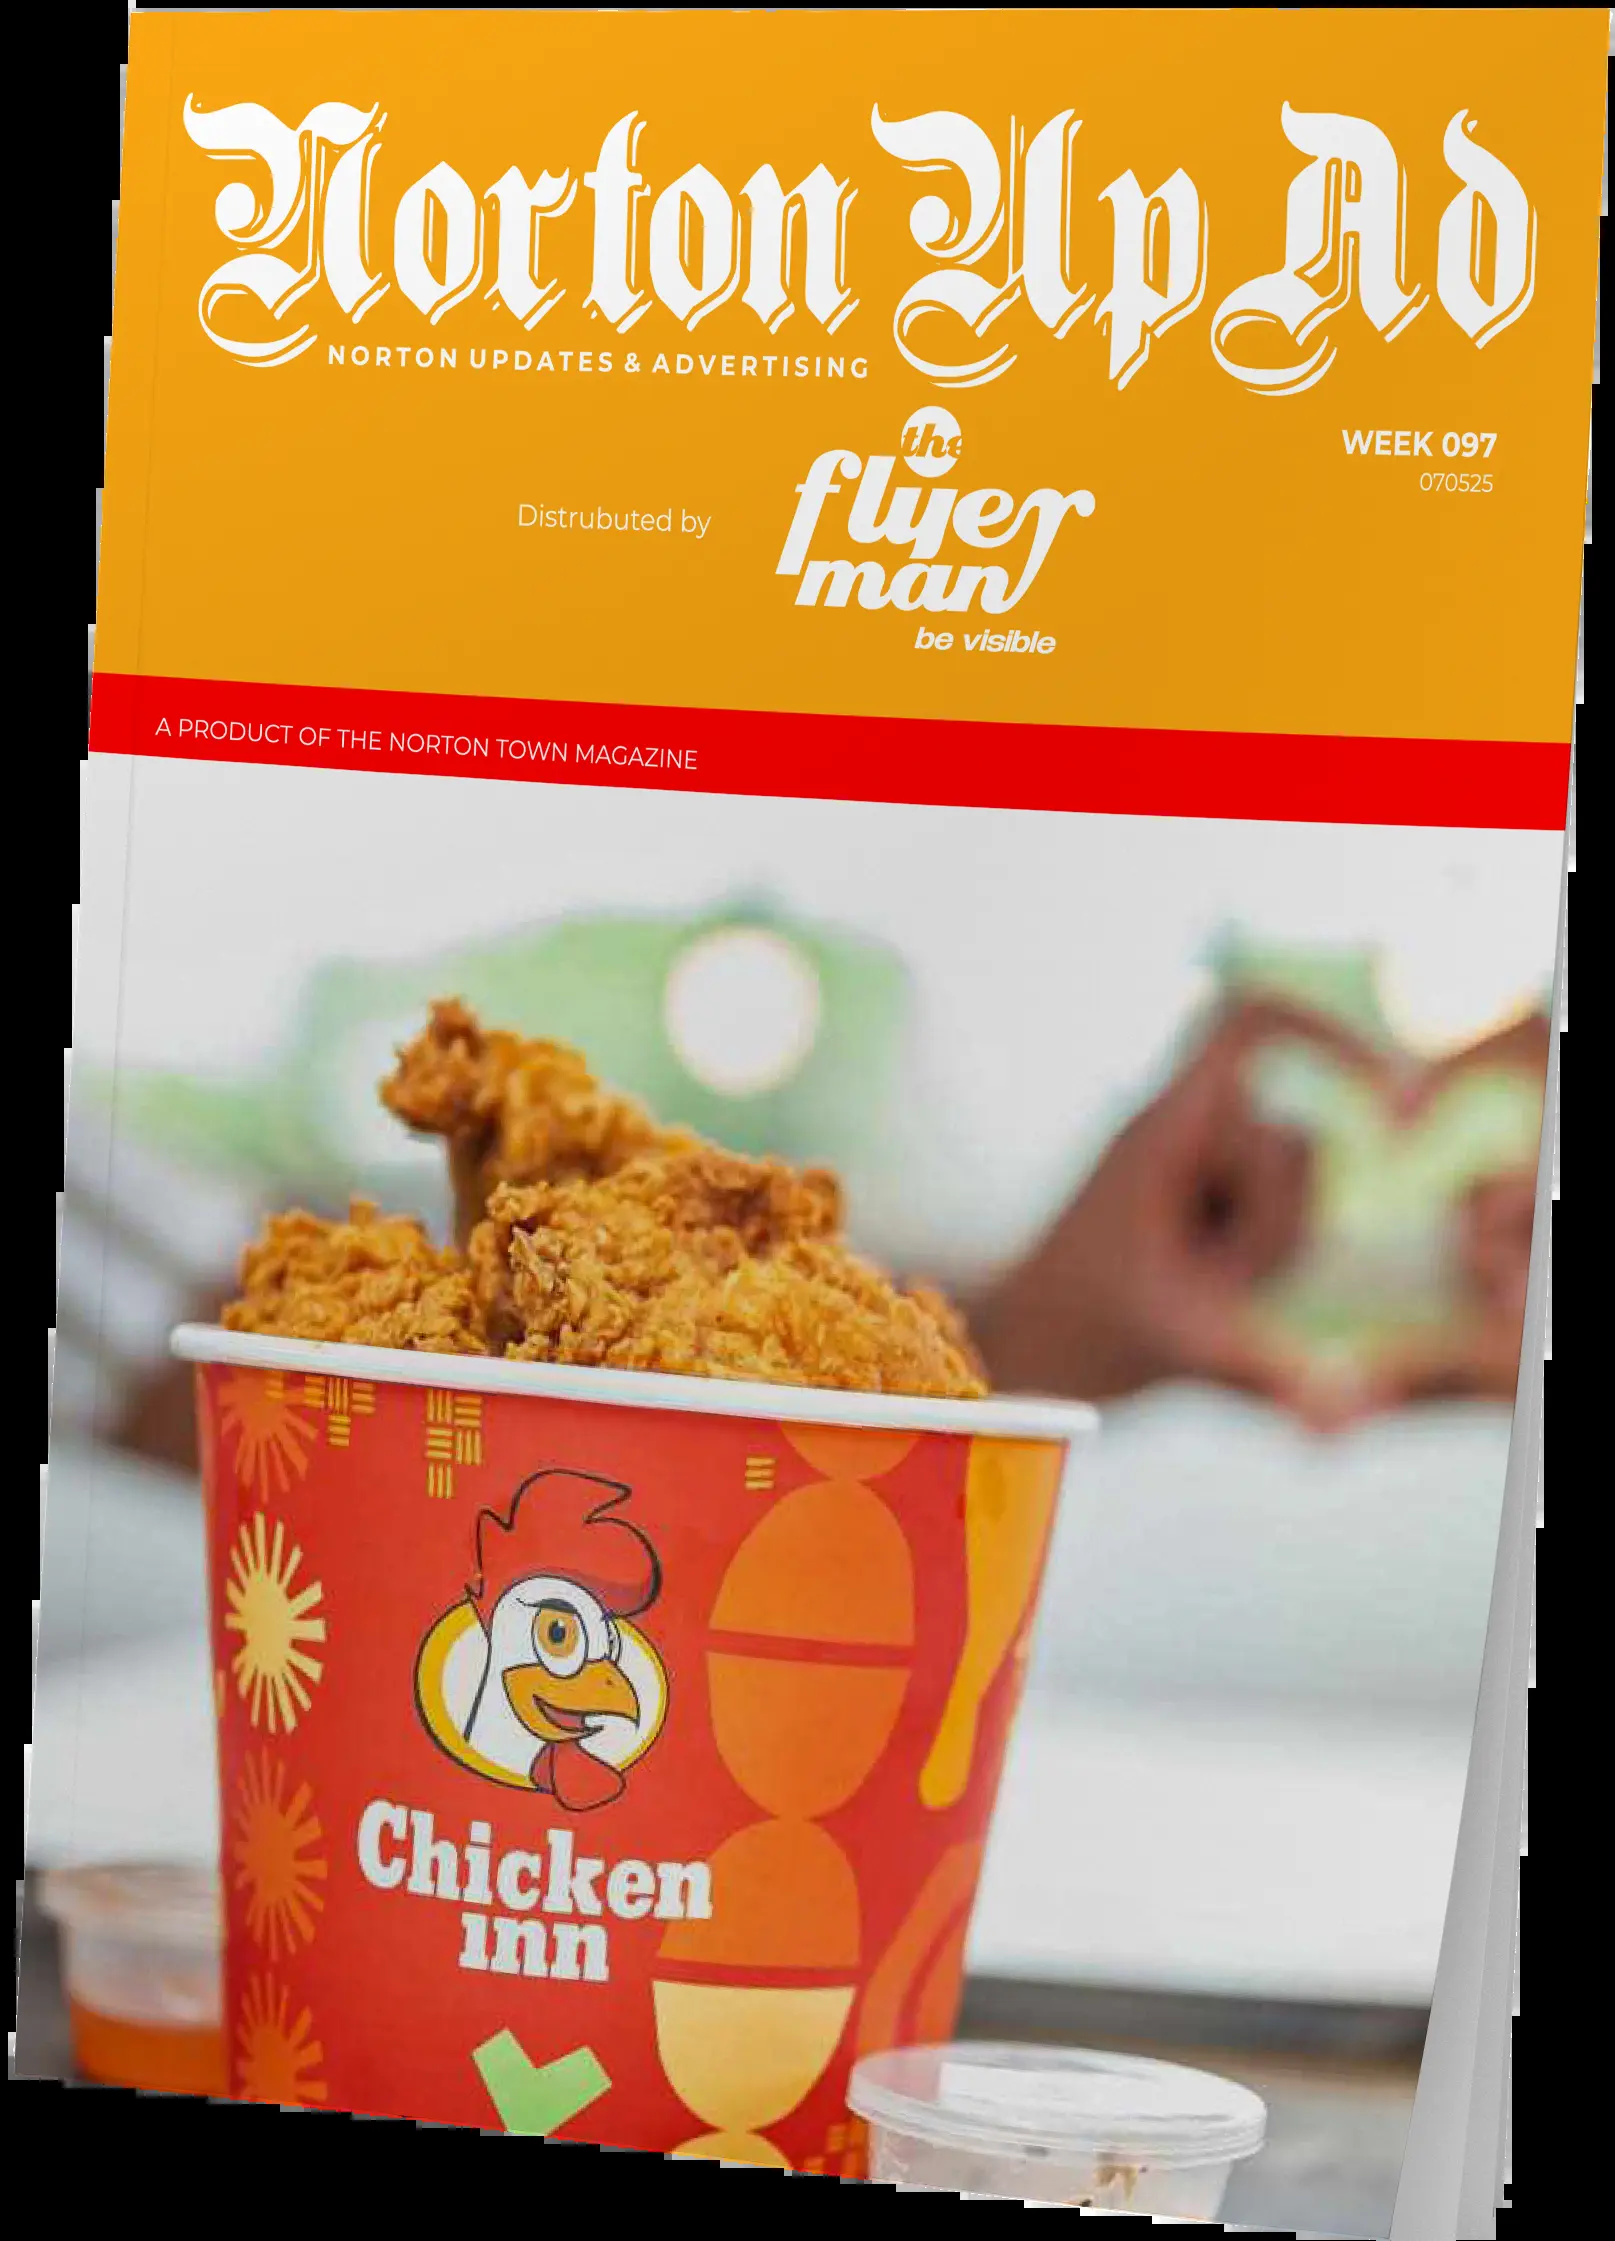 Norton Up Ad
NORTON UPDATES & ADVERTISING
the
flyer
man
be visible
WEEK 097
070525
Distrubuted by
A PRODUCT OF THE NORTON TOWN MAGAZINE
Chicken
inn